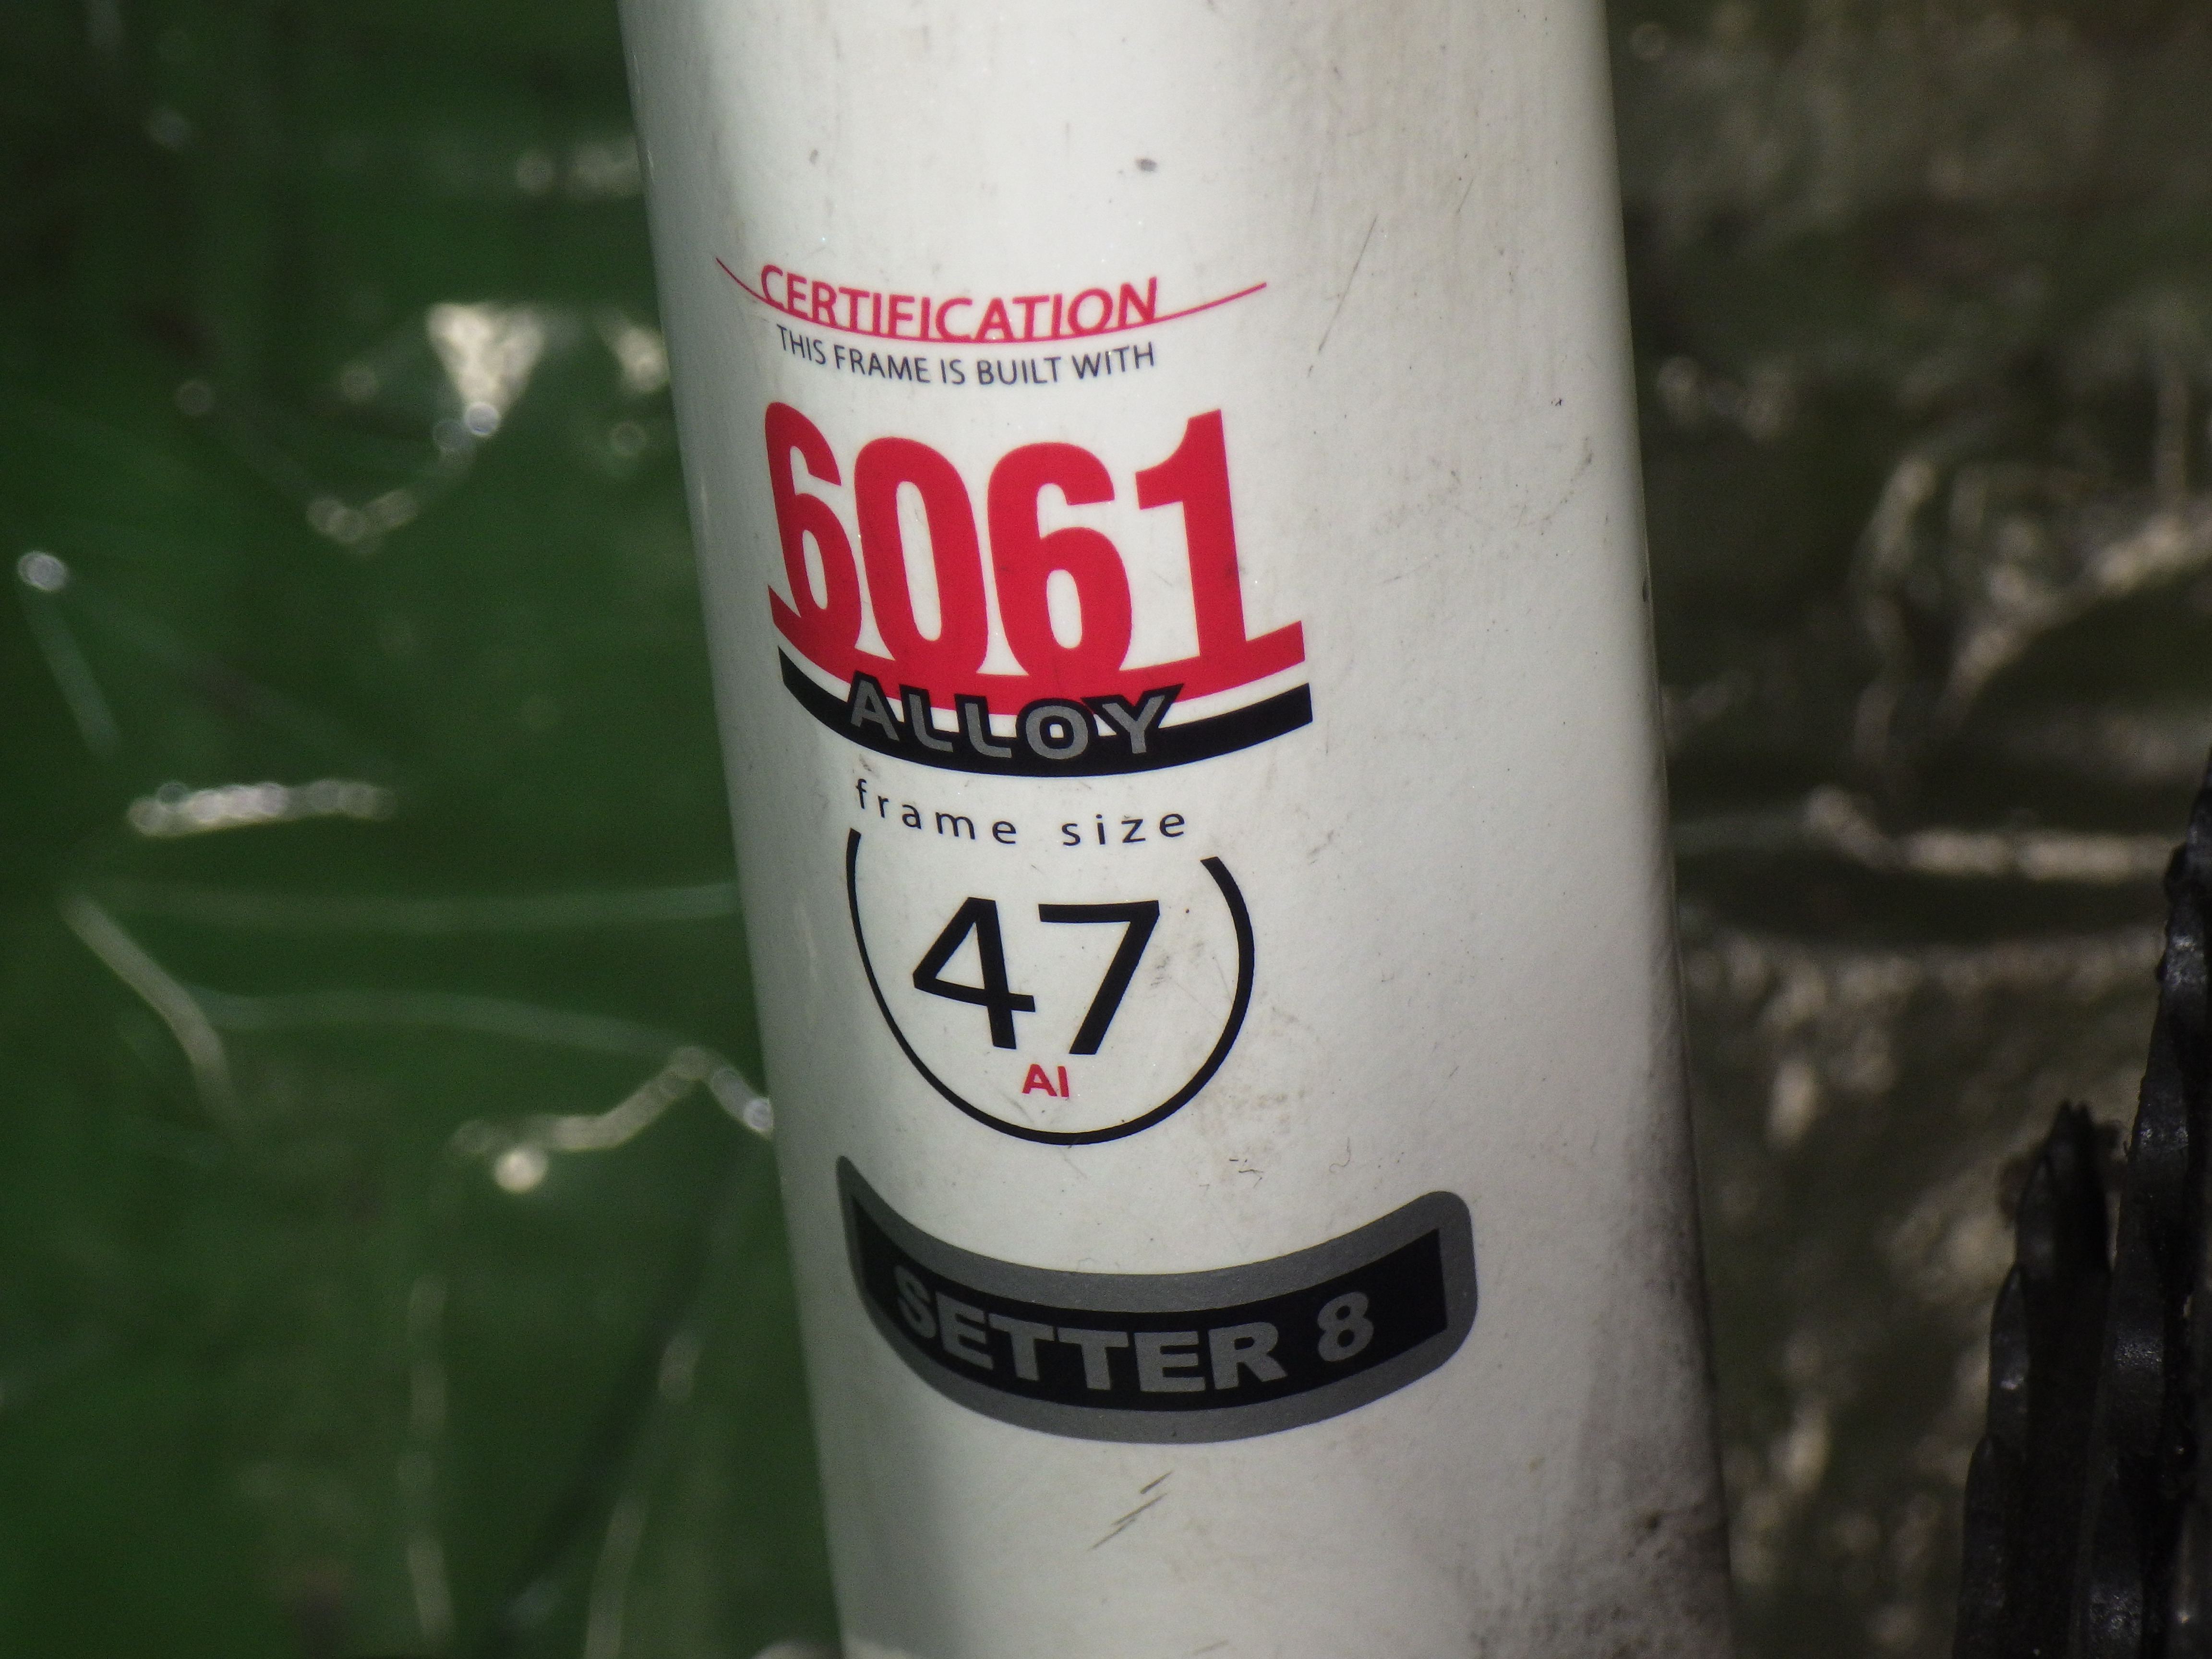 CERTIFICATION
THIS FRAME IS BUILT WITH
6061
ALLOY
frame size
47
Al
SETTER 8